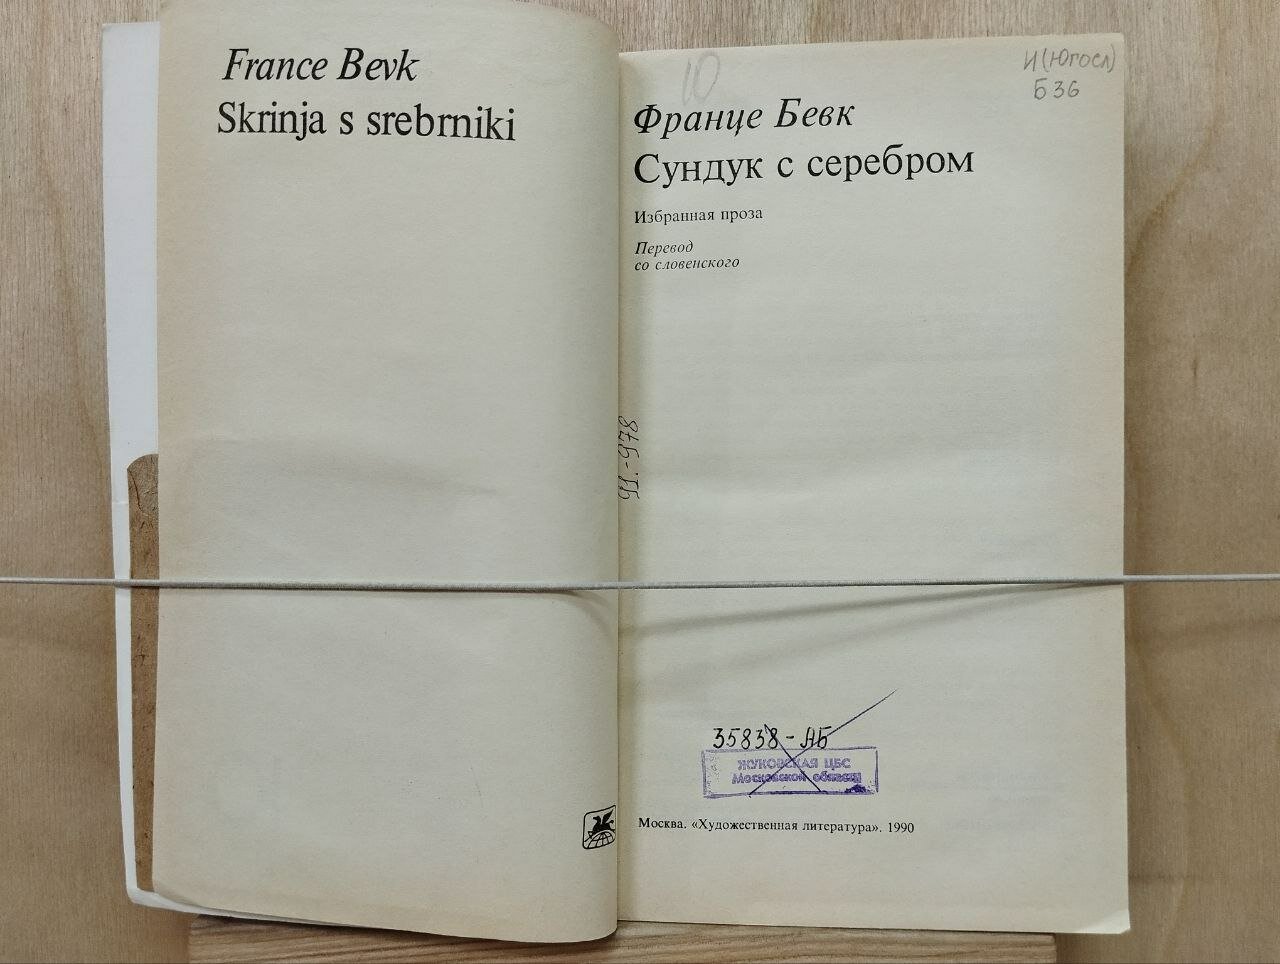 France Bevk
Skrinja s srebrniki
10
И (Югосл)
Б 36
Франце Бевк
Сундук с серебром
Избранная проза
Перевод
со словенского
91-978
35838-АБ
ЖУКОВСКАЯ ЦБС
Московской области
Москва. «Художественная литература». 1990